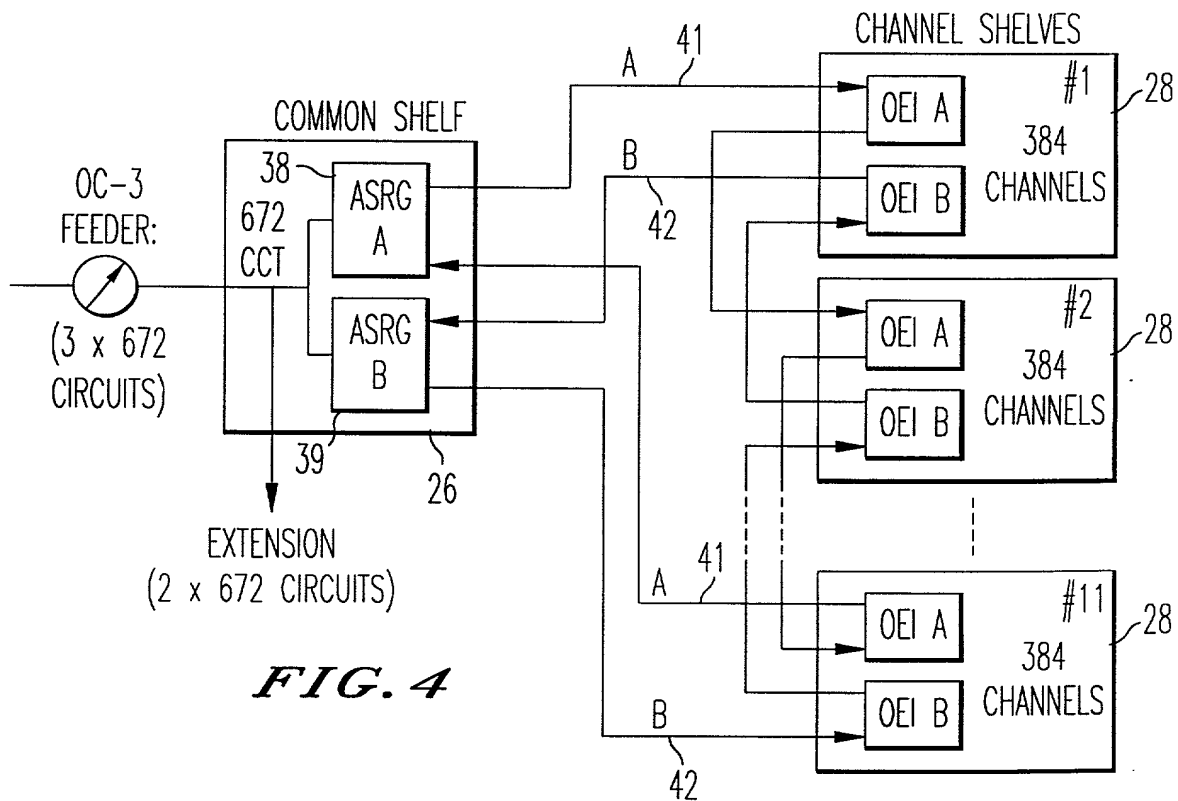 CHANNEL SHELVES
41
A
OEI A
#1
28
384
CHANNELS
OEI B
B
42
COMMON SHELF
38
ASRG
A
OC-3
FEEDER:
672
CCT
ASRG
B
(3 x 672
CIRCUITS)
39
26
#2
OEI A
28
384
CHANNELS
OEI B
EXTENSION
(2 x 672 CIRCUITS)
A
41
#11
OEI A
28
384
CHANNELS
OEI B
B
42
FIG. 4